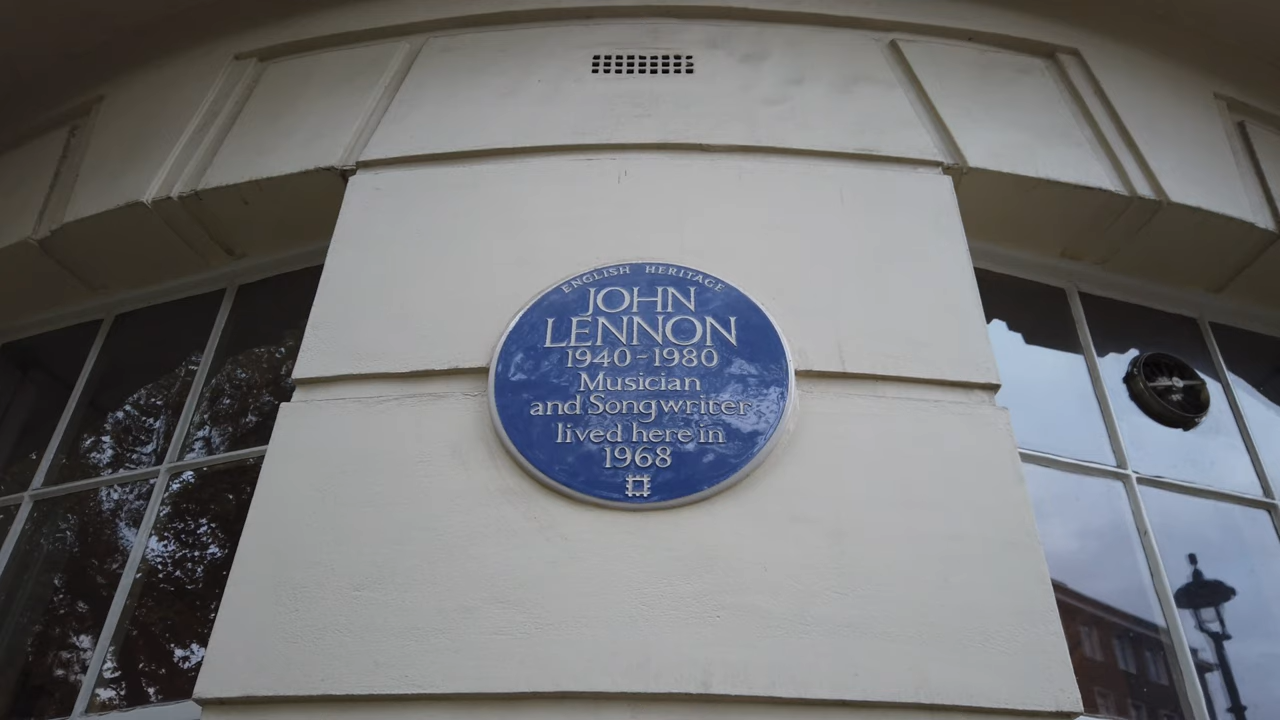 ENGLISH HERITAGE
JOHN
LENNON
1940-1980
Musician
and Songwriter
lived here in
1968